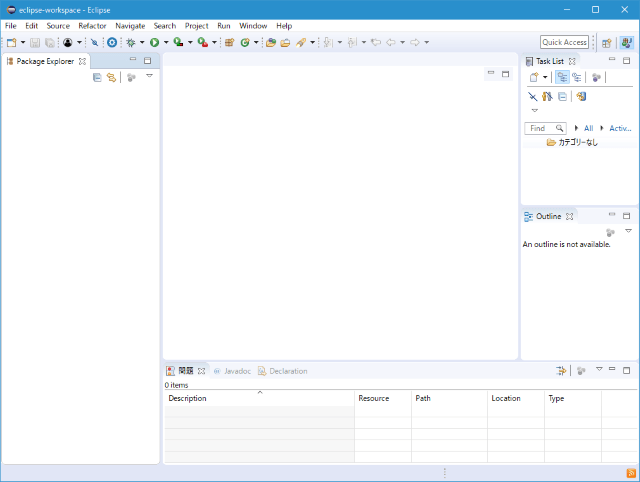 eclipse-workspace - Eclipse
File Edit Source Refactor Navigate Search Project Run Window Help
Quick Access
Package Explorer
Task List
Find All Activ...
カテゴリーなし
Outline
An outline is not available.
問題 @ Javadoc Declaration
0 items
Description Resource Path Location Type